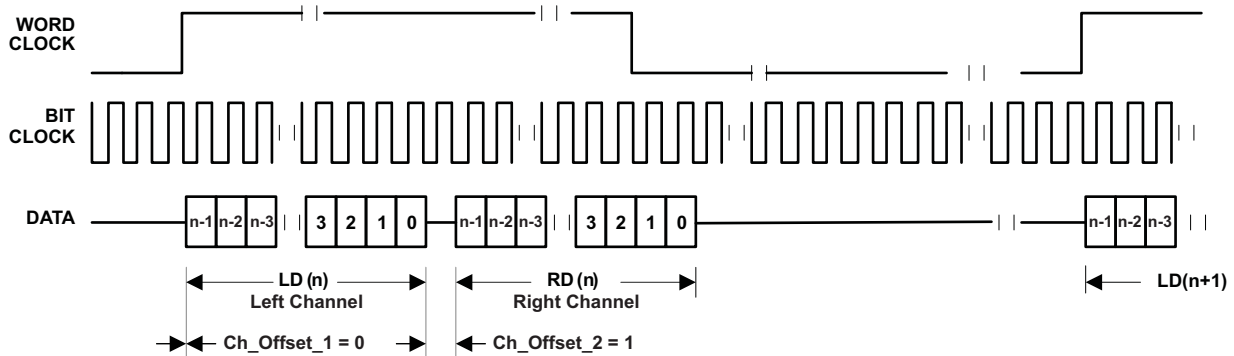 WORD
CLOCK
BIT
CLOCK
DATA
n-1 n-2 n-3 3 2 1 0 n-1 n-2 n-3 3 2 1 0 n-1 n-2 n-3
LD (n) RD (n) LD(n+1)
Left Channel Right Channel
Ch_Offset_1 = 0 Ch_Offset_2 = 1